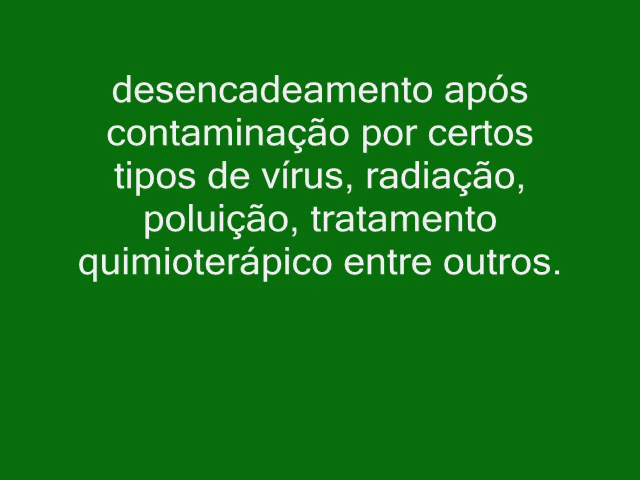 desencadeamento após
contaminação por certos
tipos de vírus, radiação,
poluição, tratamento
quimioterápico entre outros.